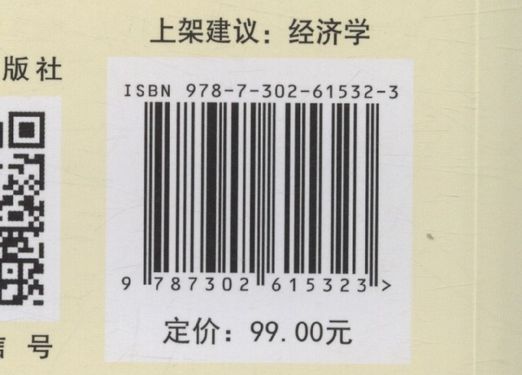 上架建议：经济学
版社
ISBN 978-7-302-61532-3
9 787302 615323 >
定价：99.00元
信号